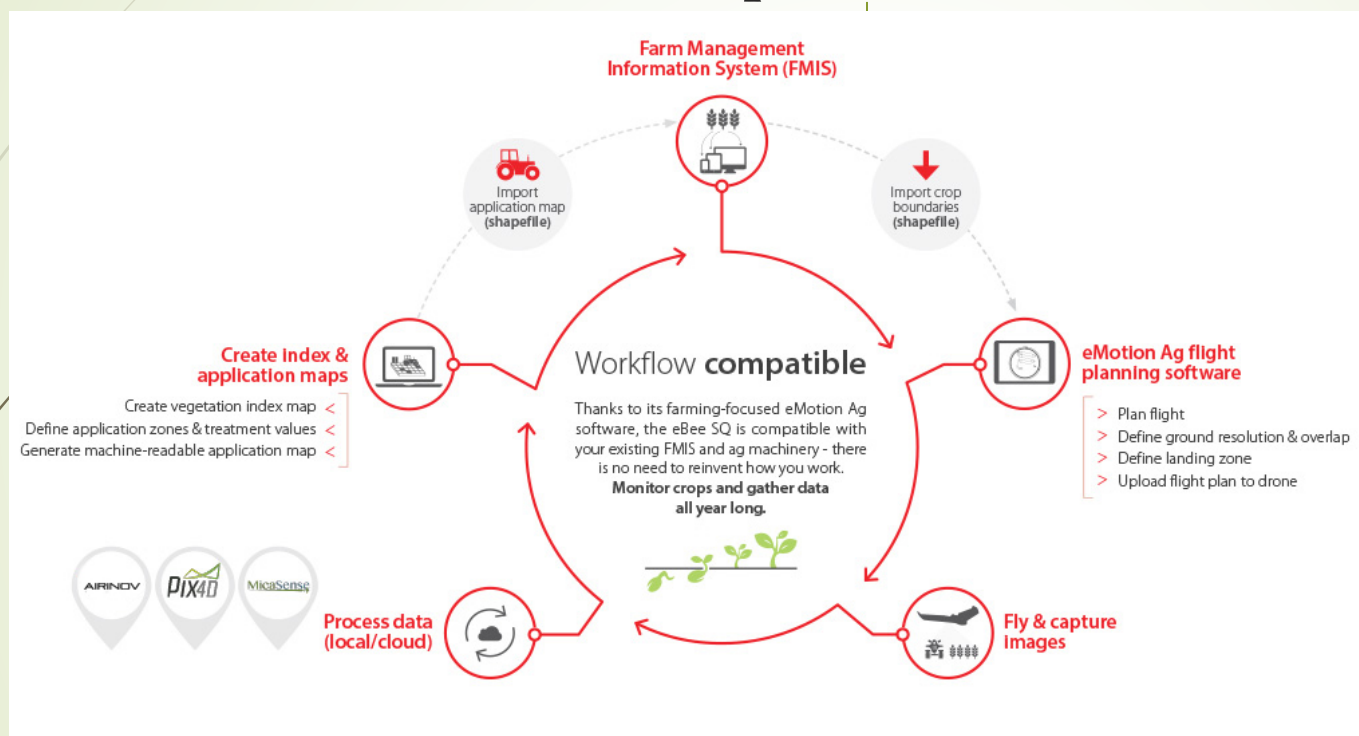 Farm Management
Information System (FMIS)
Import
application map
(shapefile)
Import crop
boundaries
(shapefile)
Create index &
application maps
Create vegetation index map <
Define application zones & treatment values <
Generate machine-readable application map <
Workflow compatible
Thanks to its farming-focused eMotion Ag
software, the eBee SQ is compatible with
your existing FMIS and ag machinery - there
is no need to reinvent how you work.
Monitor crops and gather data
all year long.
eMotion Ag flight
planning software
> Plan flight
> Define ground resolution & overlap
> Define landing zone
> Upload flight plan to drone
AIRINOV
PIX4D
MicaSense
Process data
(local/cloud)
Fly & capture
images